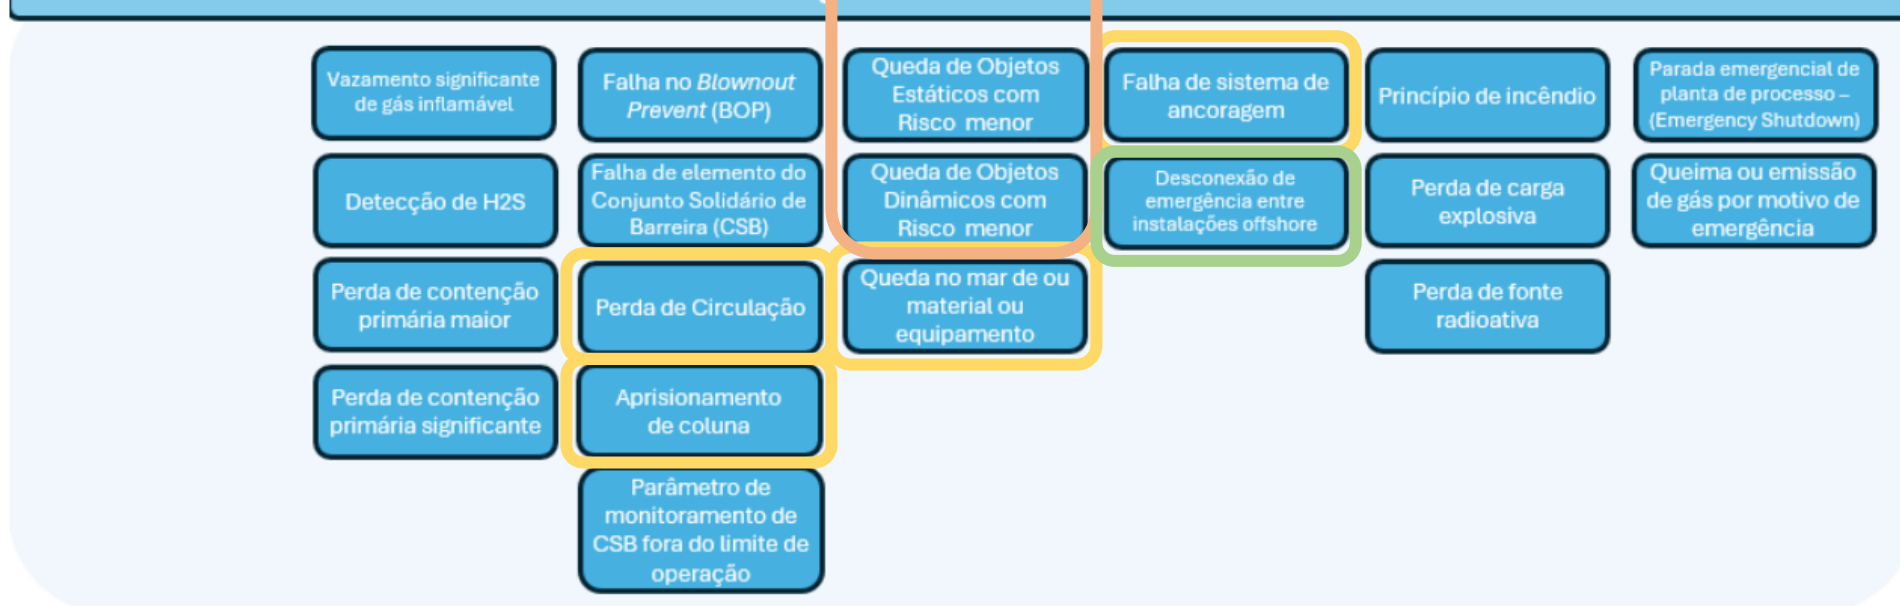 Vazamento significante
de gás inflamável
Detecção de H2S
Perda de contenção
primária maior
Perda de contenção
primária significante
Falha no Blownout
Prevent (BOP)
Falha de elemento do
Conjunto Solidário de
Barreira (CSB)
Perda de Circulação
Aprisionamento
de coluna
Parâmetro de
monitoramento de
CSB fora do limite de
operação
Queda de Objetos
Estáticos com
Risco menor
Queda de Objetos
Dinâmicos com
Risco menor
Queda no mar de ou
material ou
equipamento
Falha de sistema de
ancoragem
Desconexão de
emergência entre
instalações offshore
Princípio de incêndio
Perda de carga
explosiva
Perda de fonte
radioativa
Parada emergencial de
planta de processo –
(Emergency Shutdown)
Queima ou emissão
de gás por motivo de
emergência